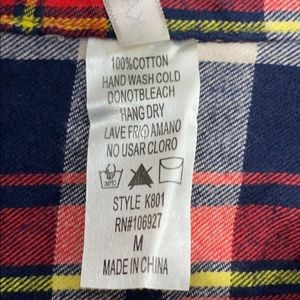 100%COTTON
HAND WASH COLD
DONOTBLEACH
HANG DRY
LAVE FRIO AMANO
NO USAR CLORO
30°C
STYLE K801
RN#106927
M
MADE IN CHINA